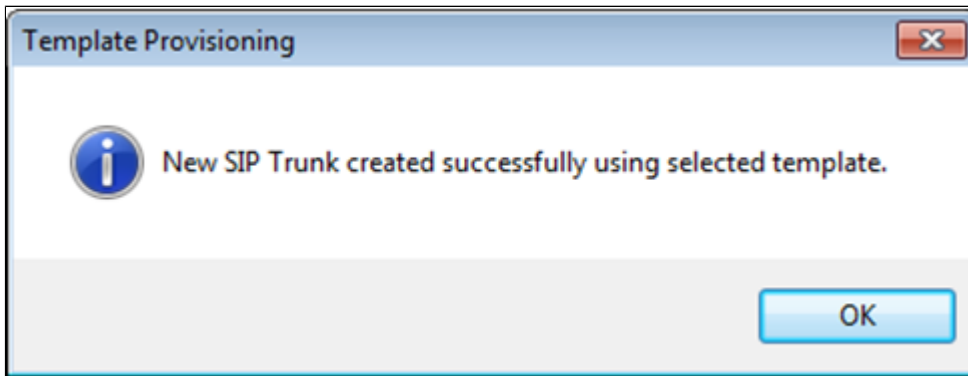 Template Provisioning
New SIP Trunk created successfully using selected template.
OK